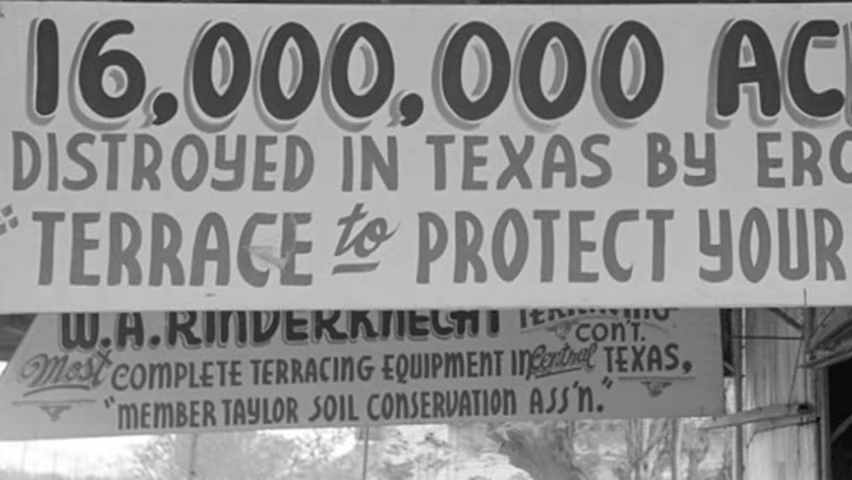 16,000,000 AC
DISTROYED IN TEXAS BY ERO
"TERRACE to PROTECT YOUR
W.A. RINDERKNECHT TERRACING
CON'T.
Most COMPLETE TERRACING EQUIPMENT IN Central TEXAS,
"MEMBER TAYLOR SOIL CONSERVATION ASS'N."